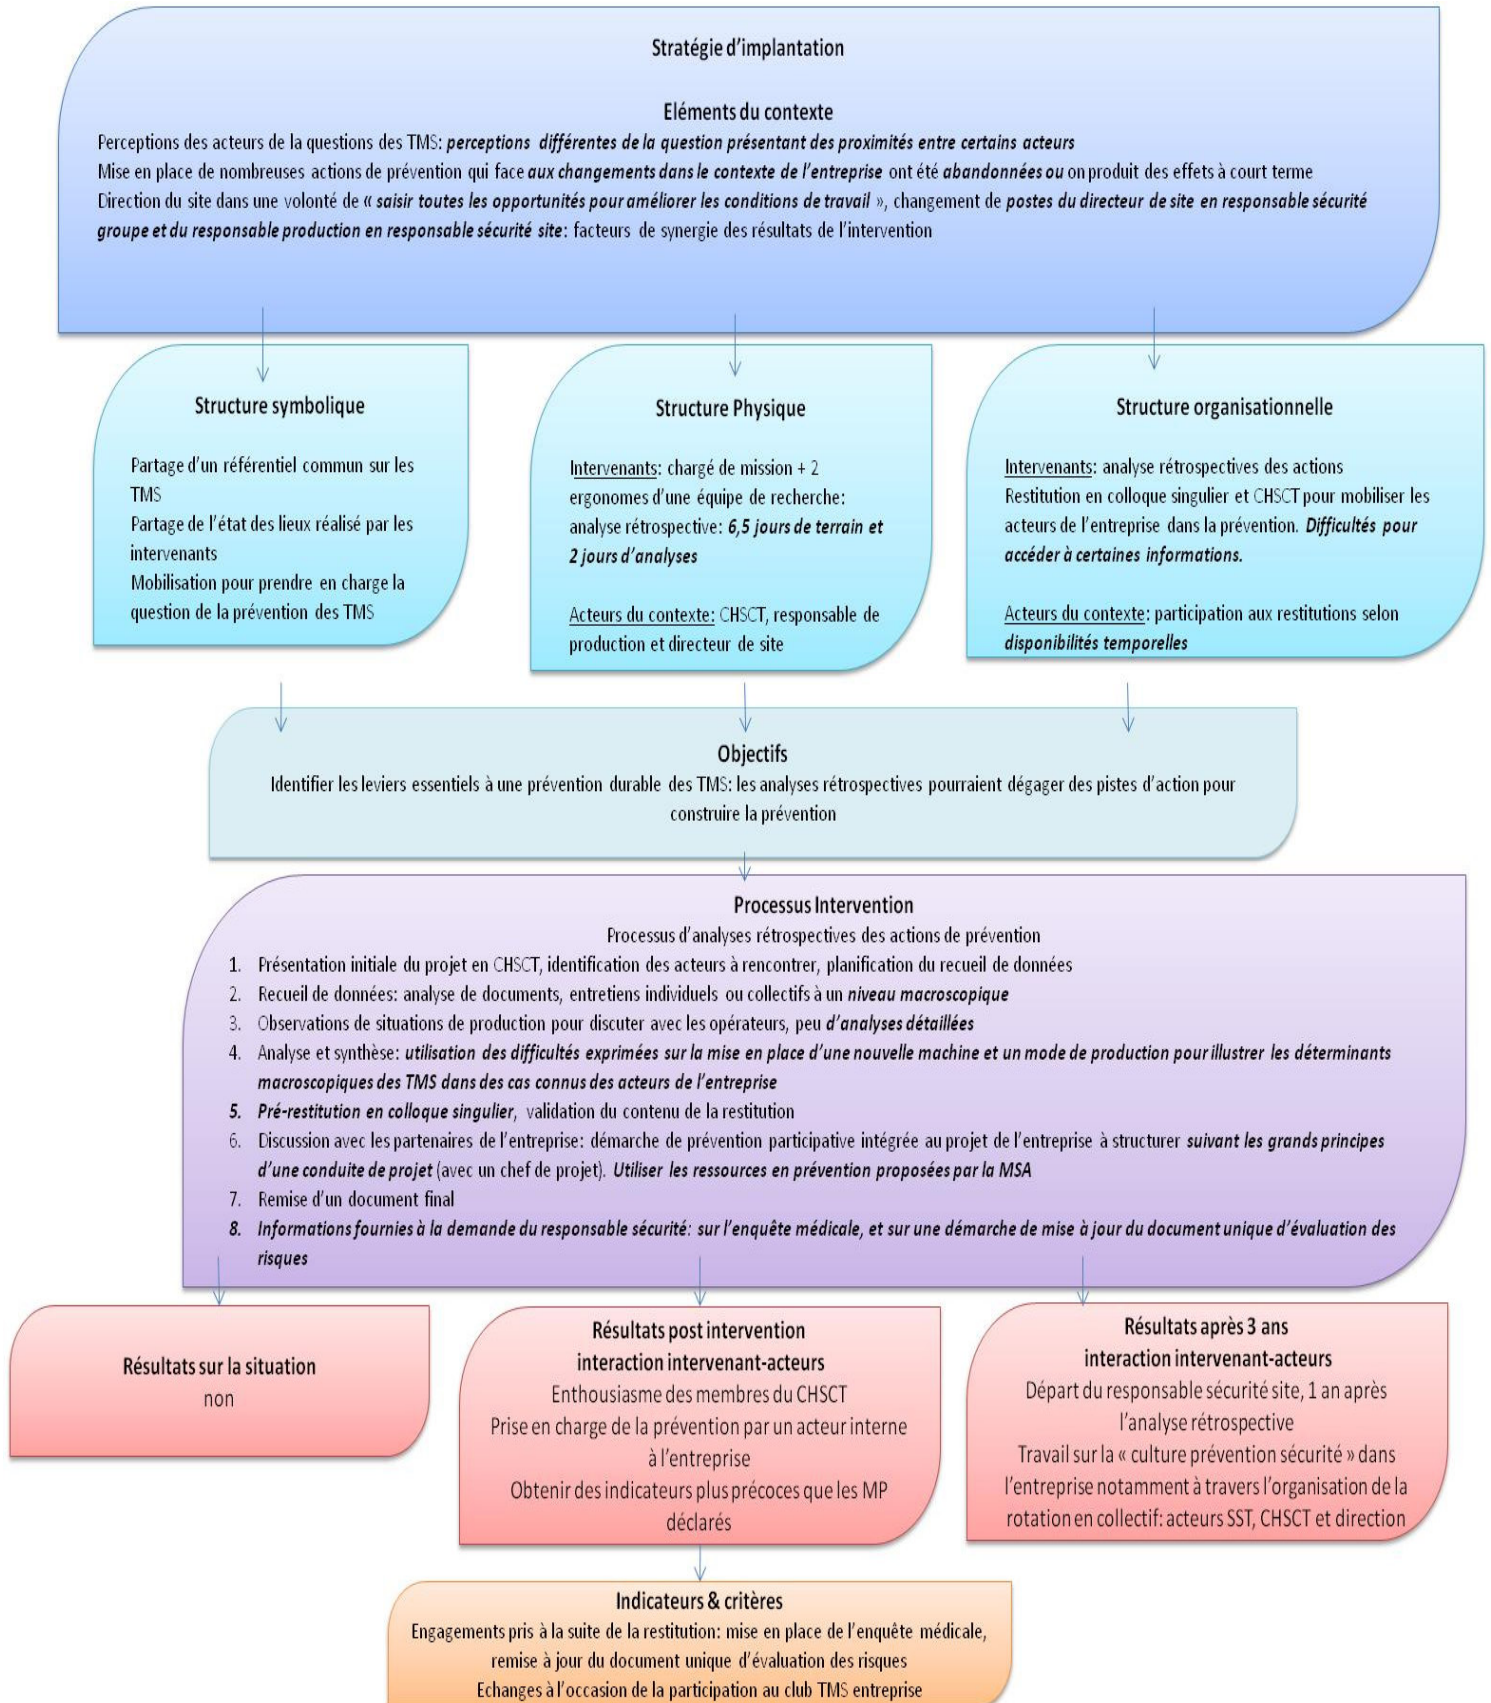 Stratégie d'implantation
Eléments du contexte
Perceptions des acteurs de la questions des TMS: perceptions différentes de la question présentant des proximités entre certains acteurs
Mise en place de nombreuses actions de prévention qui face aux changements dans le contexte de l'entreprise ont été abandonnées ou on produit des effets à court terme
Direction du site dans une volonté de « saisir toutes les opportunités pour améliorer les conditions de travail », changement de postes du directeur de site en responsable sécurité
groupe et du responsable production en responsable sécurité site: facteurs de synergie des résultats de l'intervention
Structure symbolique
Partage d'un référentiel commun sur les
TMS
Partage de l'état des lieux réalisé par les
intervenants
Mobilisation pour prendre en charge la
question de la prévention des TMS
Structure Physique
Intervenants: chargé de mission + 2
ergonomes d'une équipe de recherche:
analyse rétrospective: 6,5 jours de terrain et
2 jours d'analyses
Acteurs du contexte: CHSCT, responsable de
production et directeur de site
Structure organisationnelle
Intervenants: analyse rétrospectives des actions
Restitution en colloque singulier et CHSCT pour mobiliser les
acteurs de l'entreprise dans la prévention. Difficultés pour
accéder à certaines informations.
Acteurs du contexte: participation aux restitutions selon
disponibilités temporelles
Objectifs
Identifier les leviers essentiels à une prévention durable des TMS: les analyses rétrospectives pourraient dégager des pistes d'action pour
construire la prévention
Processus Intervention
Processus d'analyses rétrospectives des actions de prévention
1. Présentation initiale du projet en CHSCT, identification des acteurs à rencontrer, planification du recueil de données
2. Recueil de données: analyse de documents, entretiens individuels ou collectifs à un niveau macroscopique
3. Observations de situations de production pour discuter avec les opérateurs, peu d'analyses détaillées
4. Analyse et synthèse: utilisation des difficultés exprimées sur la mise en place d'une nouvelle machine et un mode de production pour illustrer les déterminants
macroscopiques des TMS dans des cas connus des acteurs de l'entreprise
5. Pré-restitution en colloque singulier, validation du contenu de la restitution
6. Discussion avec les partenaires de l'entreprise: démarche de prévention participative intégrée au projet de l'entreprise à structurer suivant les grands principes
d'une conduite de projet (avec un chef de projet). Utiliser les ressources en prévention proposées par la MSA
7. Remise d'un document final
8. Informations fournies à la demande du responsable sécurité: sur l'enquête médicale, et sur une démarche de mise à jour du document unique d'évaluation des
risques
Résultats sur la situation
non
Résultats post intervention
interaction intervenant-acteurs
Enthousiasme des membres du CHSCT
Prise en charge de la prévention par un acteur interne
à l'entreprise
Obtenir des indicateurs plus précoces que les MP
déclarés
Résultats après 3 ans
interaction intervenant-acteurs
Départ du responsable sécurité site, 1 an après
l'analyse rétrospective
Travail sur la « culture prévention sécurité » dans
l'entreprise notamment à travers l'organisation de la
rotation en collectif: acteurs SST, CHSCT et direction
Indicateurs & critères
Engagements pris à la suite de la restitution: mise en place de l'enquête médicale,
remise à jour du document unique d'évaluation des risques
Echanges à l'occasion de la participation au club TMS entreprise